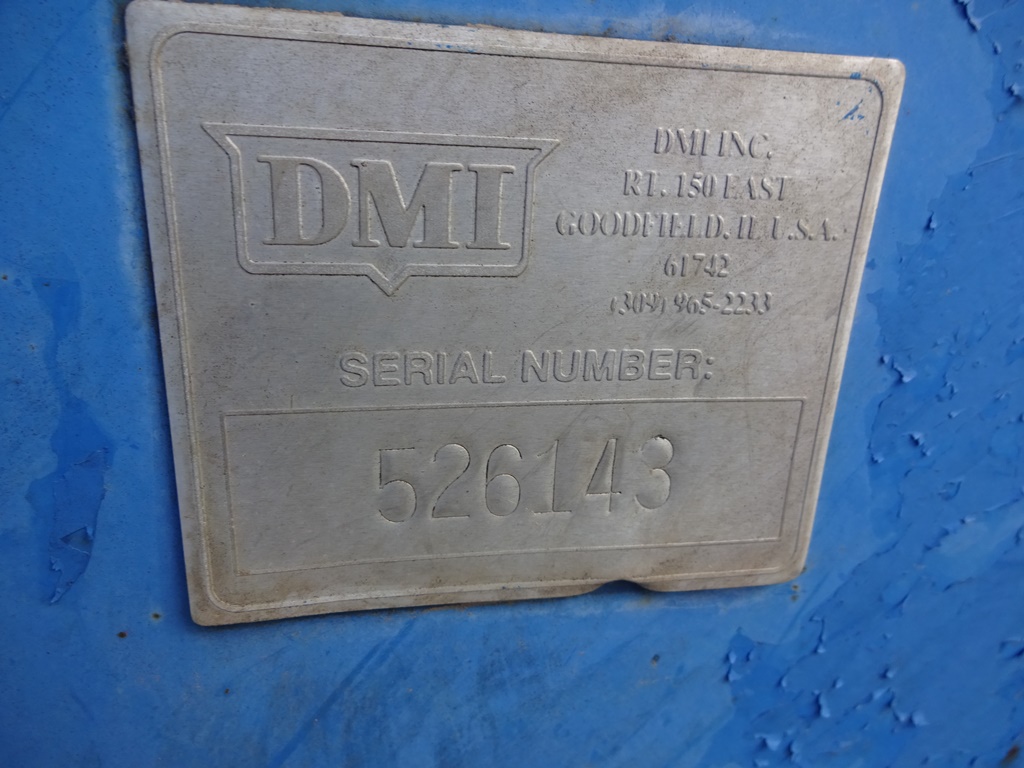 DMI
DMI INC.
RT. 150 EAST
GOODFIELD, IL U.S.A.
61742
(309) 965-2233
SERIAL NUMBER:
526143